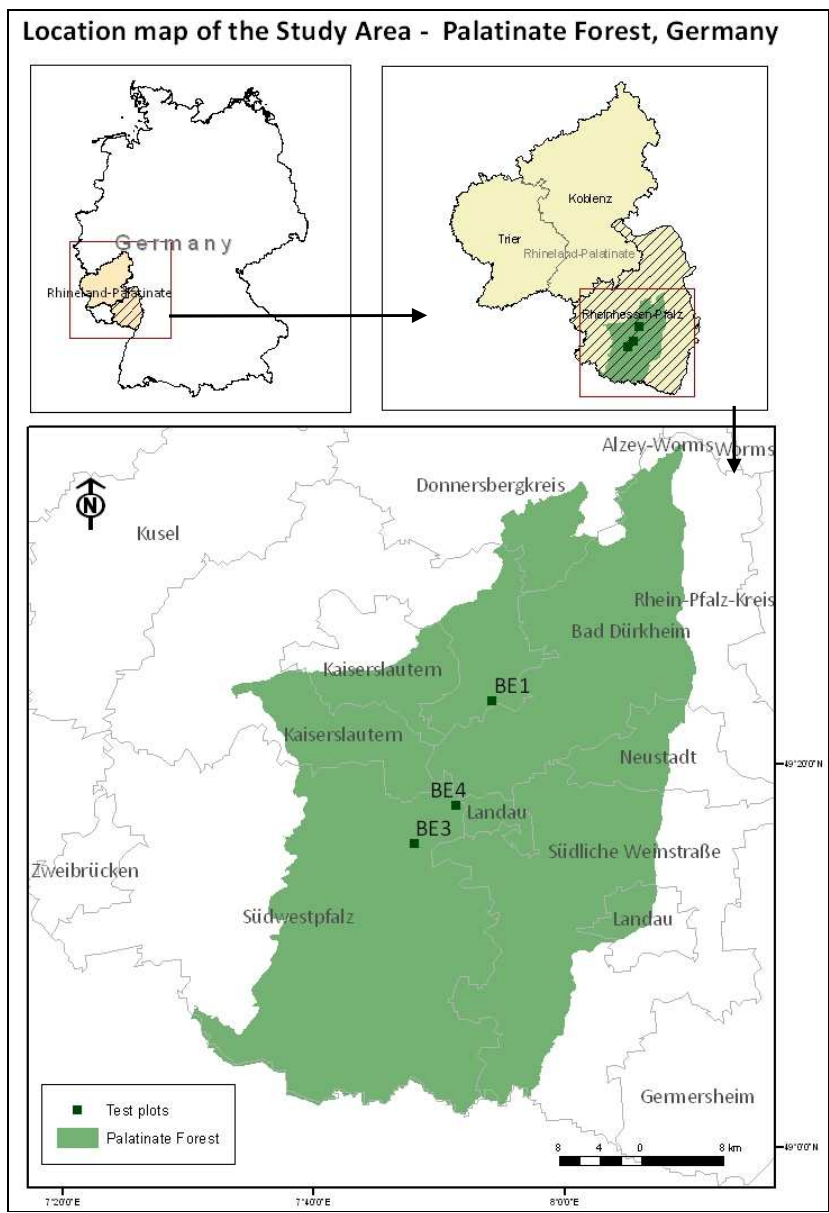 Location map of the Study Area - Palatinate Forest, Germany
Germany
Rhineland-Palatinate
Koblenz
Trier
Rhineland-Palatinate
Rheinhessen-Pfalz
Alzey-Worms
Worms
Donnersbergkreis
N
Kusel
Rhein-Pfalz-Kreis
Bad Dürkheim
Kaiserslautern
BE1
Kaiserslautern
Neustadt
49°20'0"N
BE4
Landau
BE3
Südliche Weinstraße
Zweibrücken
Südwestpfalz
Landau
Germersheim
Test plots
Palatinate Forest
8 4 0 8 km
49°0'0"N
7°20'0"E 7°40'0"E 8°0'0"E